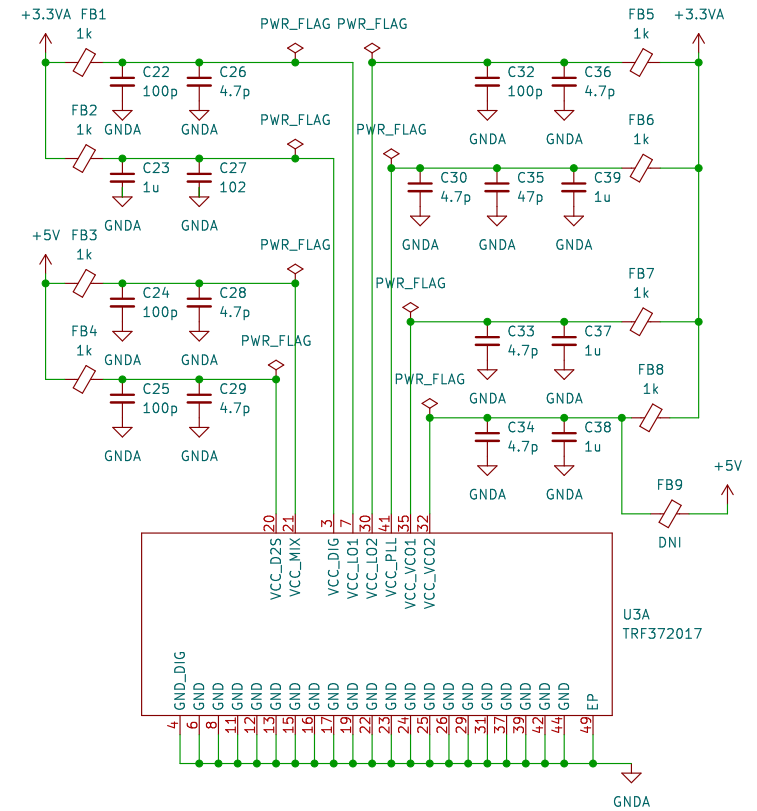 +3.3VA FB1 1k
PWR_FLAG PWR_FLAG
FB5 1k +3.3VA
C22 100p
C26 4.7p
C32 100p
C36 4.7p
GNDA GNDA
GNDA GNDA
FB2 1k
PWR_FLAG
PWR_FLAG
FB6 1k
C23 1u
C27 102
C30 4.7p
C35 47p
C39 1u
GNDA GNDA
GNDA GNDA GNDA
+5V FB3 1k
PWR_FLAG
PWR_FLAG
FB7 1k
C24 100p
C28 4.7p
C33 4.7p
C37 1u
GNDA GNDA
GNDA GNDA
FB4 1k
PWR_FLAG
PWR_FLAG
FB8 1k
C25 100p
C29 4.7p
C34 4.7p
C38 1u
GNDA GNDA
GNDA GNDA
+5V
FB9
DNI
20 21 3 7 30 41 35 32
VCC_D2S
VCC_MIX
VCC_DIG
VCC_LO1
VCC_LO2
VCC_PLL
VCC_VCO1
VCC_VCO2
U3A
TRF372017
GND_DIG GND GND GND GND GND GND GND GND GND GND GND GND GND GND GND GND GND GND GND GND EP
4 6 8 11 12 13 15 16 17 19 22 23 24 25 26 29 31 37 39 42 44 49
GNDA